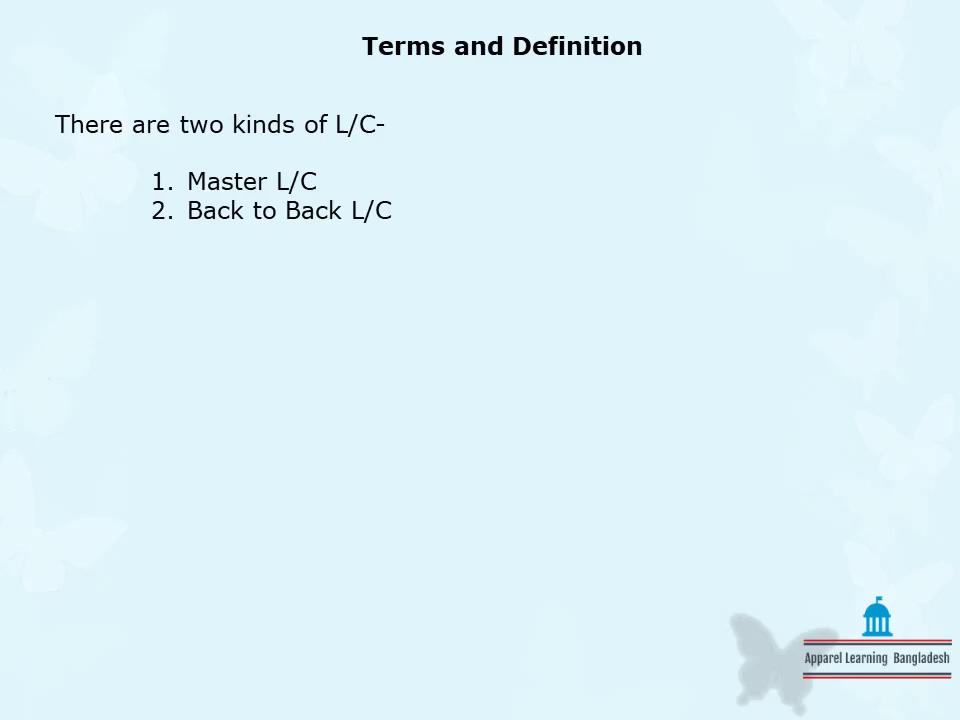 Terms and Definition
There are two kinds of L/C-
1. Master L/C
2. Back to Back L/C
Apparel Learning Bangladesh